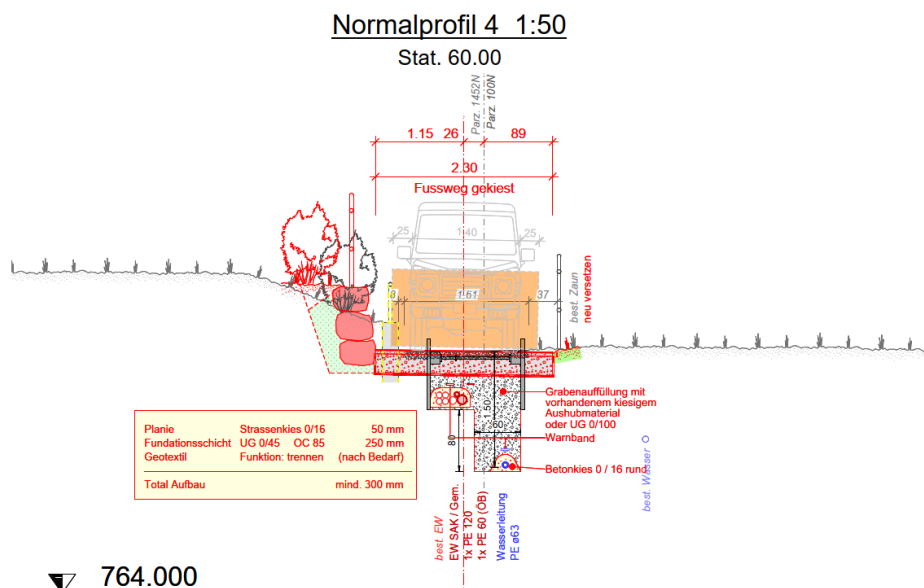 Normalprofil 4 1:50
Stat. 60.00
Parz. 1452N
Parz. 100N
1.15 26 89
2.30
Fussweg gekiest
25 1.40 25
8 1.61 37
best. Zaun
neu versetzen
Grabenauffüllung mit
vorhandenem kiesigem
Aushubmaterial
oder UG 0/100
Warnband
Betonkies 0 / 16 rund
1.50
60
80
Planie Strassenkies 0/16 50 mm
Fundationsschicht UG 0/45 OC 85 250 mm
Geotextil Funktion: trennen (nach Bedarf)
Total Aufbau mind. 300 mm
best. EW
EW SAK / Gem.
1x PE 120
1x PE 60 (ÖB)
Wasserleitung
PE ø63
best. Wasser
764.000